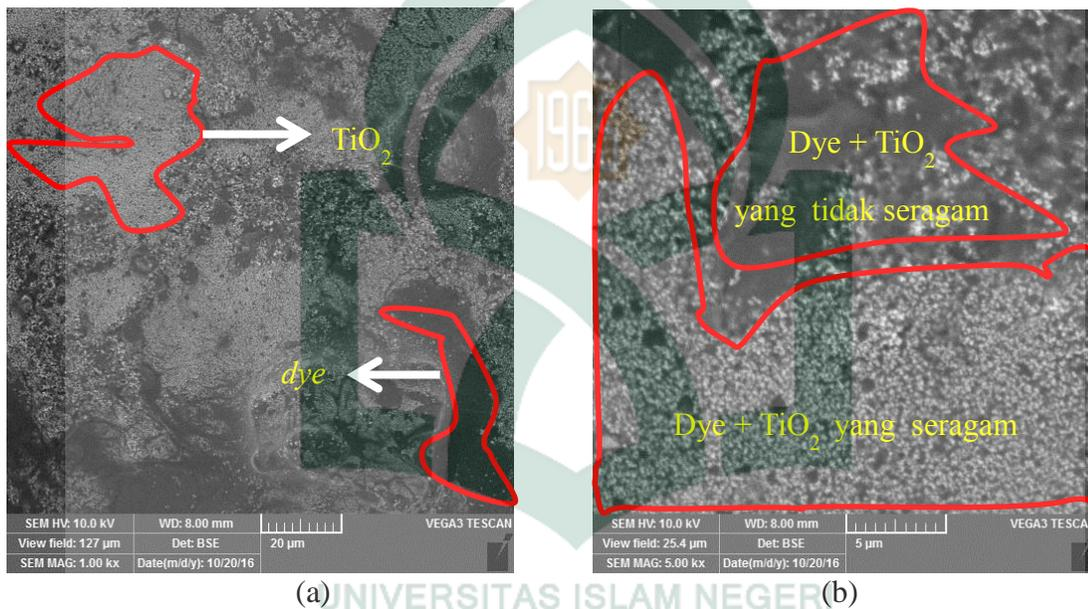 1960
TiO2
dye
Dye + TiO2
yang tidak seragam
Dye + TiO2 yang seragam
SEM HV: 10.0 kV WD: 8.00 mm VEGA3 TESCAN
View field: 127 µm Det: BSE 20 µm
SEM MAG: 1.00 kx Date(m/d/y): 10/20/16
SEM HV: 10.0 kV WD: 8.00 mm VEGA3 TESCA
View field: 25.4 µm Det: BSE 5 µm
SEM MAG: 5.00 kx Date(m/d/y): 10/20/16
(a) (b)
UNIVERSITAS ISLAM NEGERI